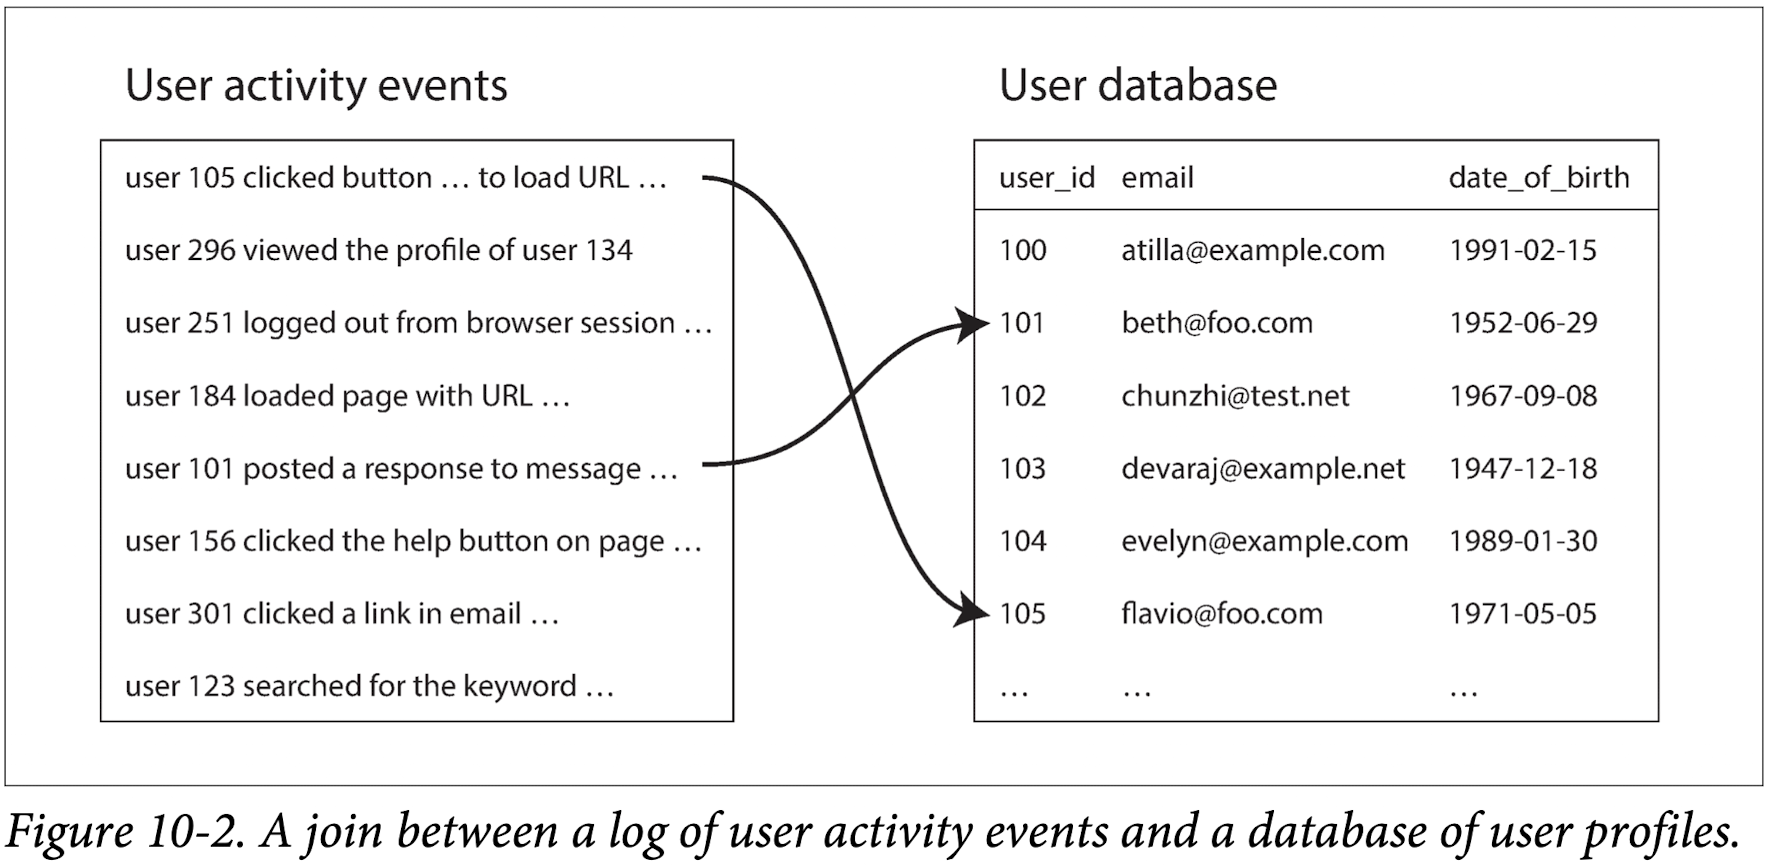 User activity events
user 105 clicked button … to load URL …
user 296 viewed the profile of user 134
user 251 logged out from browser session …
user 184 loaded page with URL …
user 101 posted a response to message …
user 156 clicked the help button on page …
user 301 clicked a link in email …
user 123 searched for the keyword …
User database
user_id email date_of_birth
100 atilla@example.com 1991-02-15
101 beth@foo.com 1952-06-29
102 chunzhi@test.net 1967-09-08
103 devaraj@example.net 1947-12-18
104 evelyn@example.com 1989-01-30
105 flavio@foo.com 1971-05-05
… … …
Figure 10-2. A join between a log of user activity events and a database of user profiles.